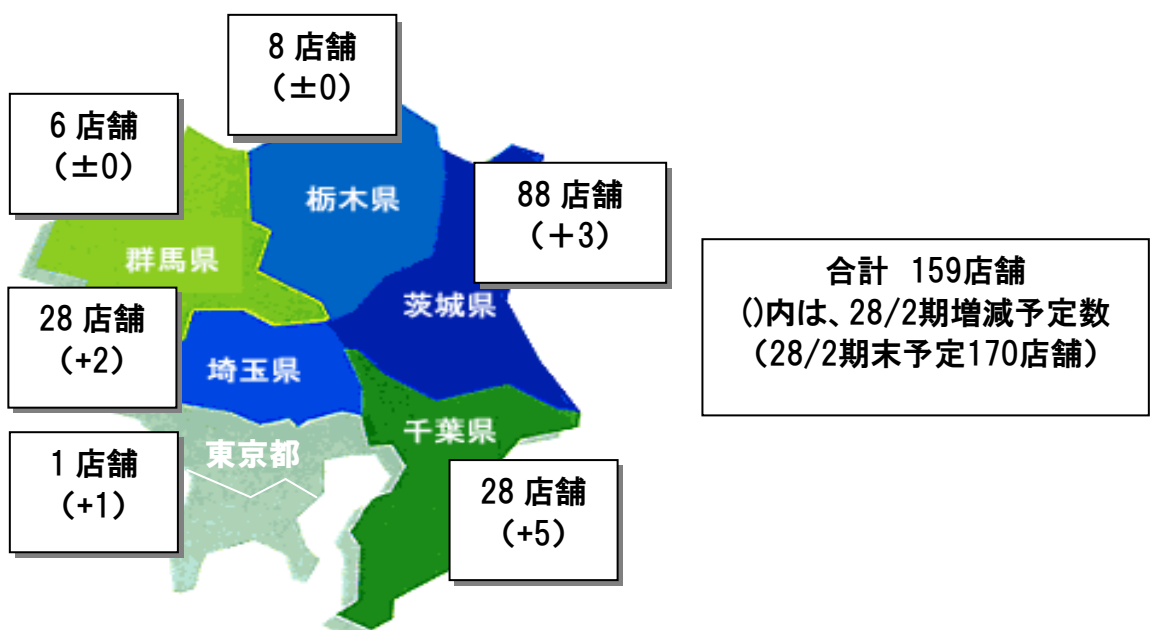 8 店舗
(±0)
6 店舗
(±0)
栃木県
88 店舗
(＋3)
群馬県
合計　159店舗
()内は、28/2期増減予定数
(28/2期末予定170店舗)
茨城県
28 店舗
(+2)
埼玉県
千葉県
東京都
1 店舗
(+1)
28 店舗
(+5)